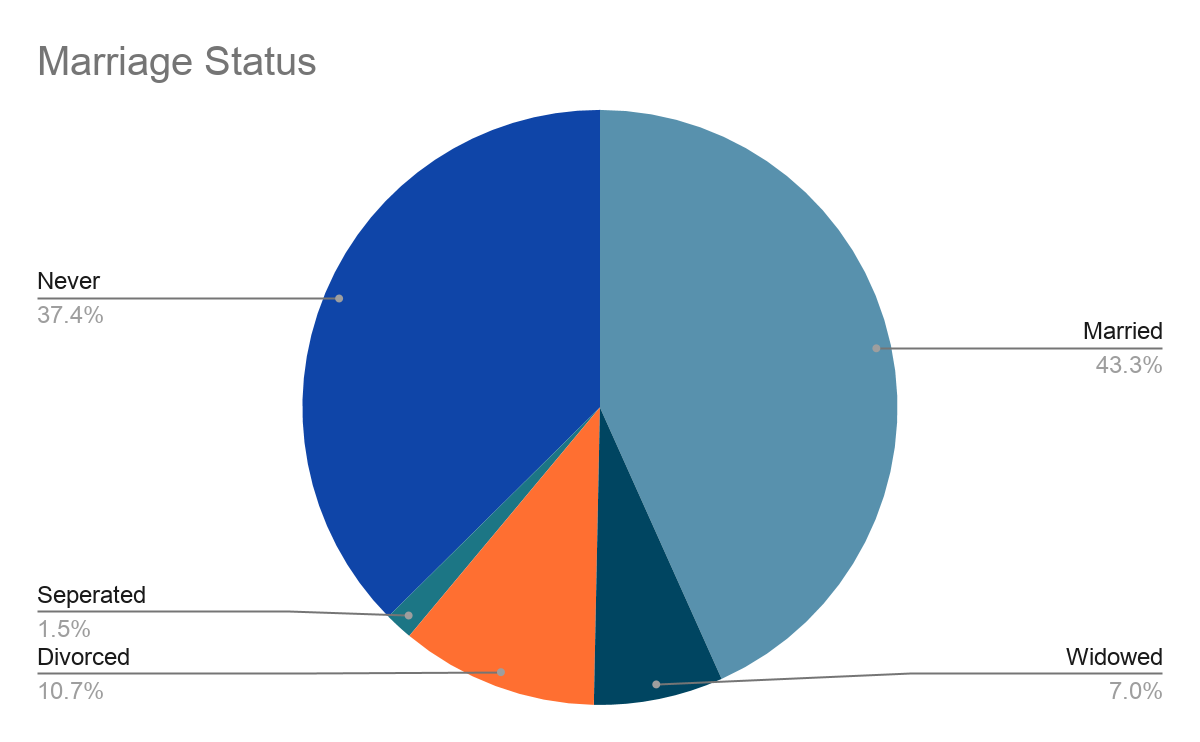 Marriage Status
Never
37.4%
Married
43.3%
Seperated
1.5%
Divorced
10.7%
Widowed
7.0%